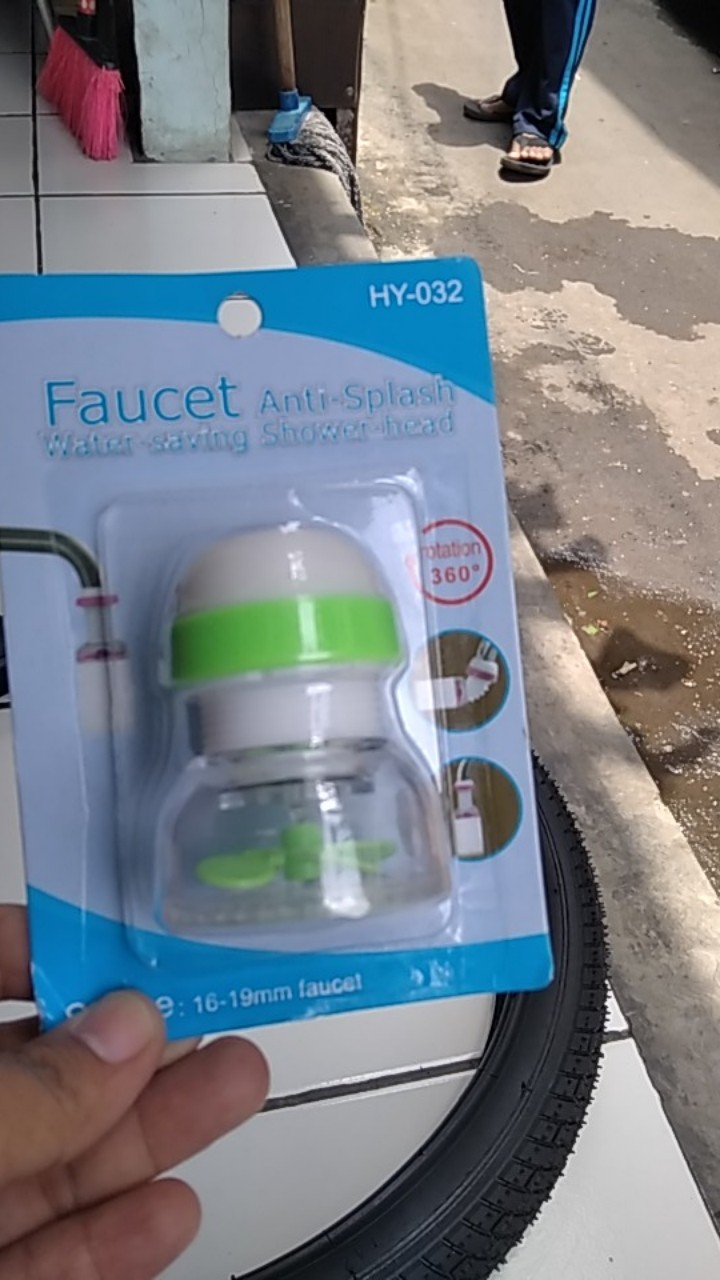 HY-032
Faucet Anti-Splash
Water-saving Shower-head
rotation
360°
: 16-19mm faucet